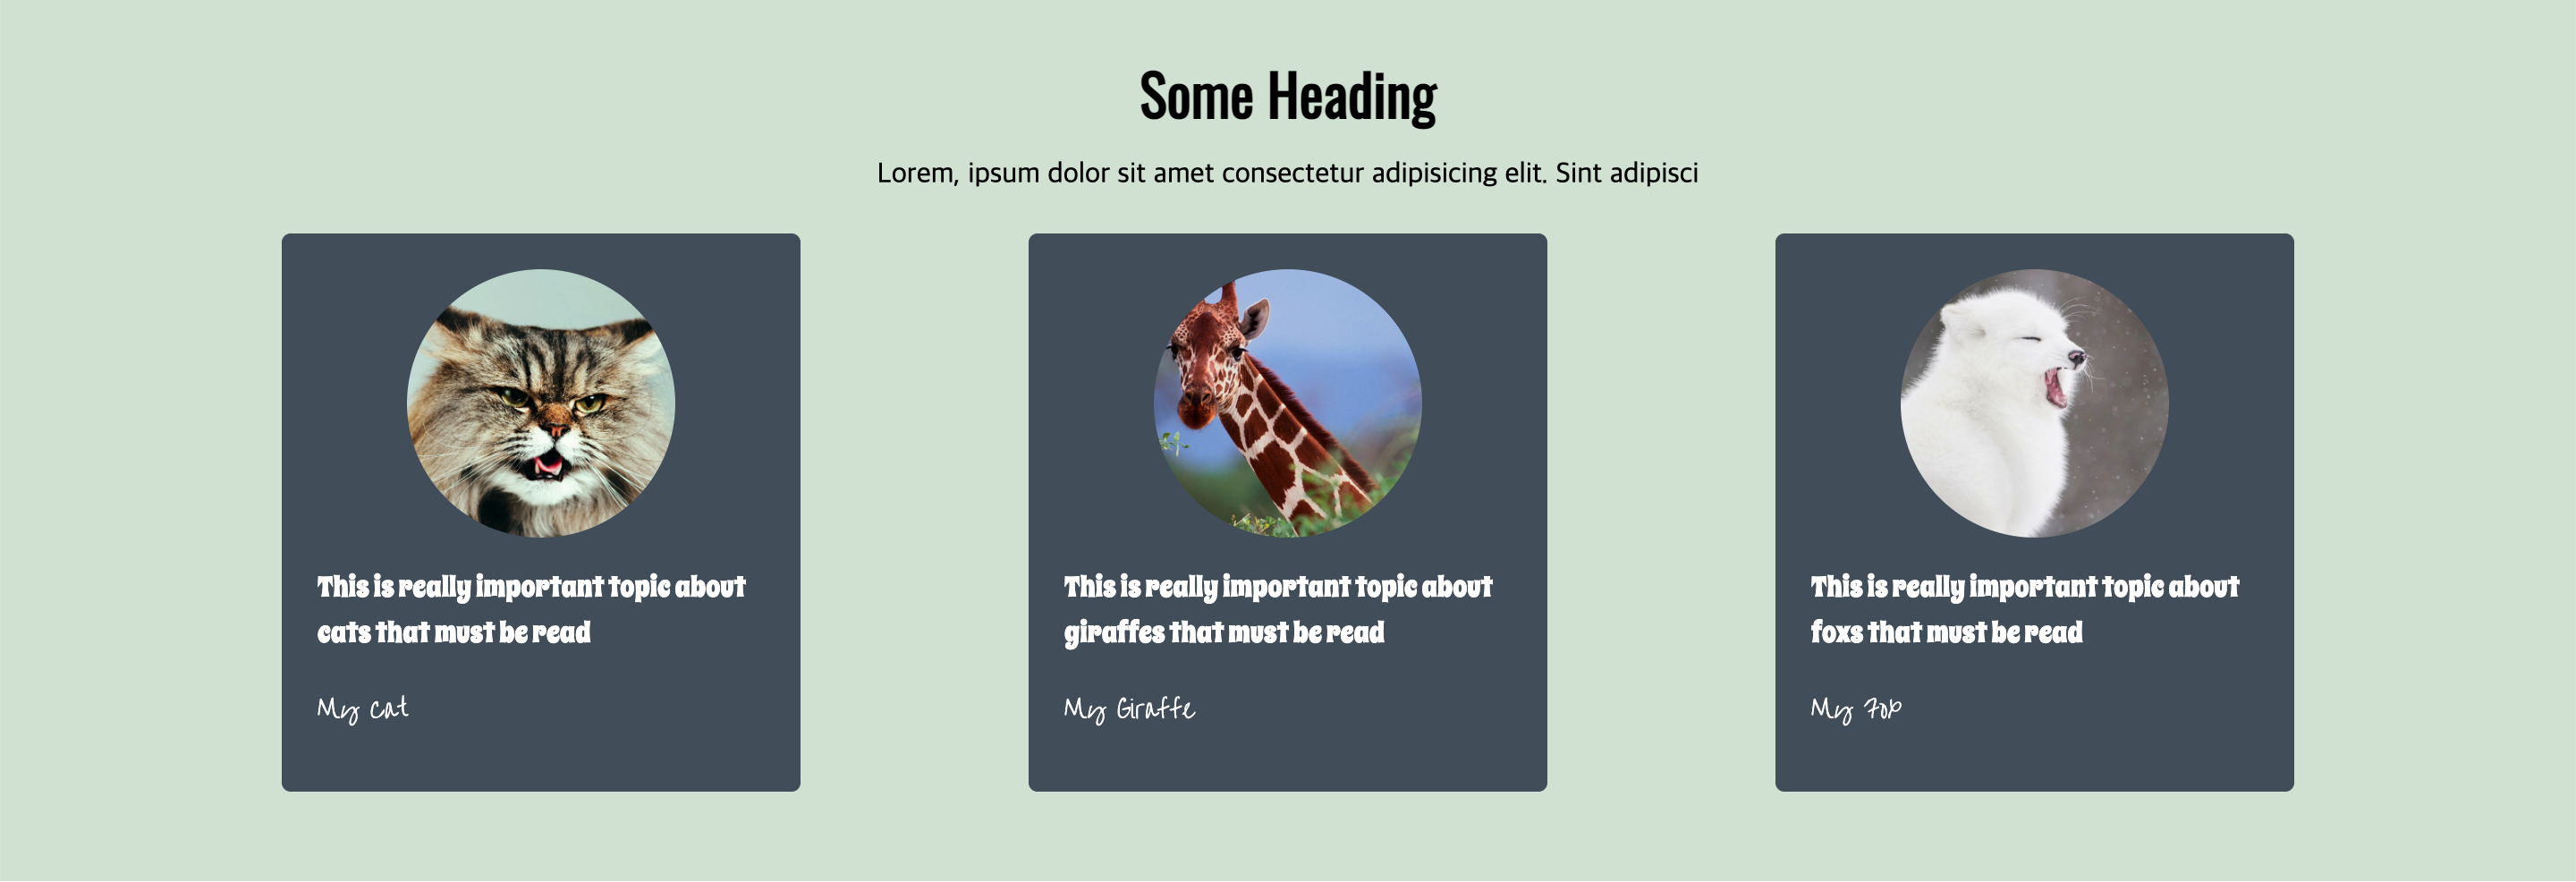 Some Heading
Lorem, ipsum dolor sit amet consectetur adipisicing elit. Sint adipisci
This is really important topic about
cats that must be read
My Cat
This is really important topic about
giraffes that must be read
My Giraffe
This is really important topic about
foxs that must be read
My Fox